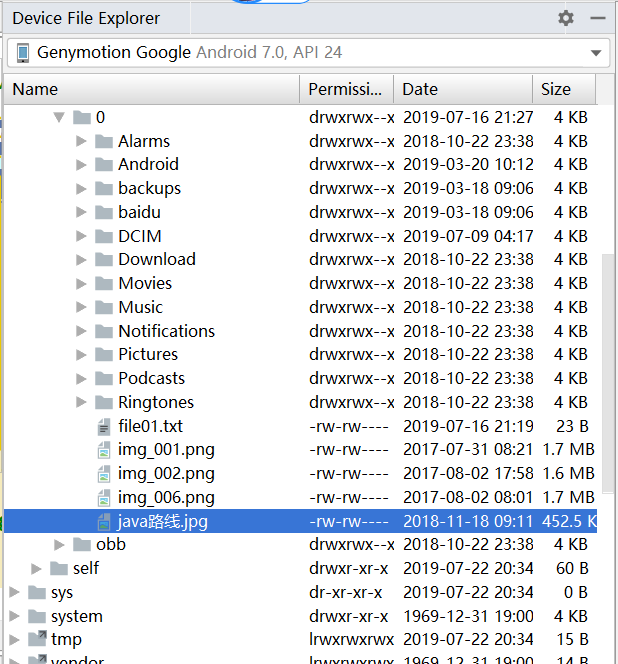 Device File Explorer
Genymotion Google Android 7.0, API 24
Name Permissi... Date Size
0 drwxrwx--x 2019-07-16 21:27 4 KB
Alarms drwxrwx--x 2018-10-22 23:38 4 KB
Android drwxrwx--x 2019-03-20 10:12 4 KB
backups drwxrwx--x 2019-03-18 09:06 4 KB
baidu drwxrwx--x 2019-03-18 09:06 4 KB
DCIM drwxrwx--x 2019-07-09 04:17 4 KB
Download drwxrwx--x 2018-10-22 23:38 4 KB
Movies drwxrwx--x 2018-10-22 23:38 4 KB
Music drwxrwx--x 2018-10-22 23:38 4 KB
Notifications drwxrwx--x 2018-10-22 23:38 4 KB
Pictures drwxrwx--x 2018-10-22 23:38 4 KB
Podcasts drwxrwx--x 2018-10-22 23:38 4 KB
Ringtones drwxrwx--x 2018-10-22 23:38 4 KB
file01.txt -rw-rw---- 2019-07-16 21:19 23 B
img_001.png -rw-rw---- 2017-07-31 08:21 1.7 MB
img_002.png -rw-rw---- 2017-08-02 17:58 1.6 MB
img_006.png -rw-rw---- 2017-08-02 08:01 1.7 MB
java路线.jpg -rw-rw---- 2018-11-18 09:11 452.5 K
obb drwxrwx--x 2018-10-22 23:38 4 KB
self drwxr-xr-x 2019-07-22 20:34 60 B
sys dr-xr-xr-x 2019-07-22 20:34 0 B
system drwxr-xr-x 1969-12-31 19:00 4 KB
tmp lrwxrwxrwx 2019-07-22 20:34 15 B
vendor lrwxrwxrwx 1969-12-31 19:00 14 B